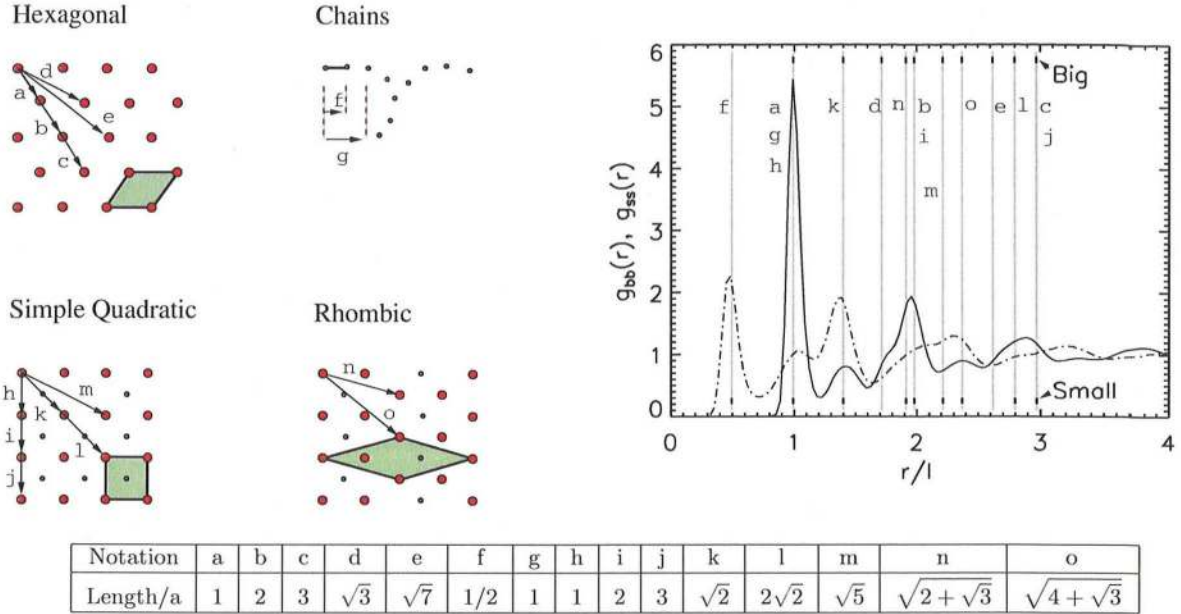 Hexagonal
d
a
b
e
c
Chains
f
g
Simple Quadratic
h
m
k
i
l
j
Rhombic
n
o
g_bb(r), g_ss(r)
6
5
4
3
2
1
0
Big
f a k d n b o e l c
g i j
h
m
Small
0 1 2 3 4
r/l
Notation a b c d e f g h i j k l m n o
Length/a 1 2 3 √3 √7 1/2 1 1 2 3 √2 2√2 √5 √(2 + √3) √(4 + √3)